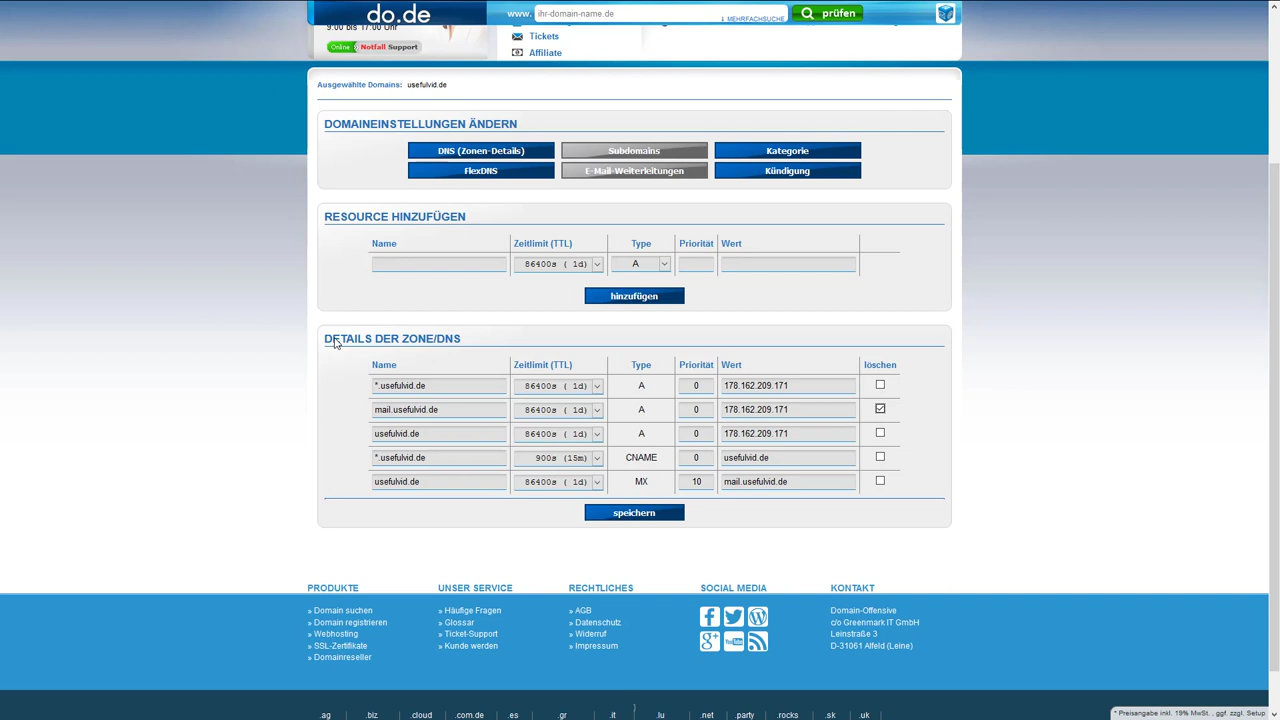 do.de
www. ihr-domain-name.de
↓ MEHRFACHSUCHE
prüfen
9:00 bis 17:00 Uhr
Online Notfall Support
Tickets
Affiliate
Ausgewählte Domains: usefulvid.de
DOMAINEINSTELLUNGEN ÄNDERN
DNS (Zonen-Details) Subdomains Kategorie
FlexDNS E-Mail-Weiterleitungen Kündigung
RESOURCE HINZUFÜGEN
Name Zeitlimit (TTL) Type Priorität Wert
86400s ( 1d) A
hinzufügen
DETAILS DER ZONE/DNS
Name Zeitlimit (TTL) Type Priorität Wert löschen
*.usefulvid.de 86400s ( 1d) A 0 178.162.209.171
mail.usefulvid.de 86400s ( 1d) A 0 178.162.209.171
usefulvid.de 86400s ( 1d) A 0 178.162.209.171
*.usefulvid.de 900s (15m) CNAME 0 usefulvid.de
usefulvid.de 86400s ( 1d) MX 10 mail.usefulvid.de
speichern
PRODUKTE
» Domain suchen
» Domain registrieren
» Webhosting
» SSL-Zertifikate
» Domainreseller
UNSER SERVICE
» Häufige Fragen
» Glossar
» Ticket-Support
» Kunde werden
RECHTLICHES
» AGB
» Datenschutz
» Widerruf
» Impressum
SOCIAL MEDIA
KONTAKT
Domain-Offensive
c/o Greenmark IT GmbH
Leinstraße 3
D-31061 Alfeld (Leine)
.ag | .biz | .cloud | .com.de | .es | .gr | .it | .lu | .net | .party | .rocks | .sk | .uk
* Preisangabe inkl. 19% MwSt. , ggf. zzgl. Setup